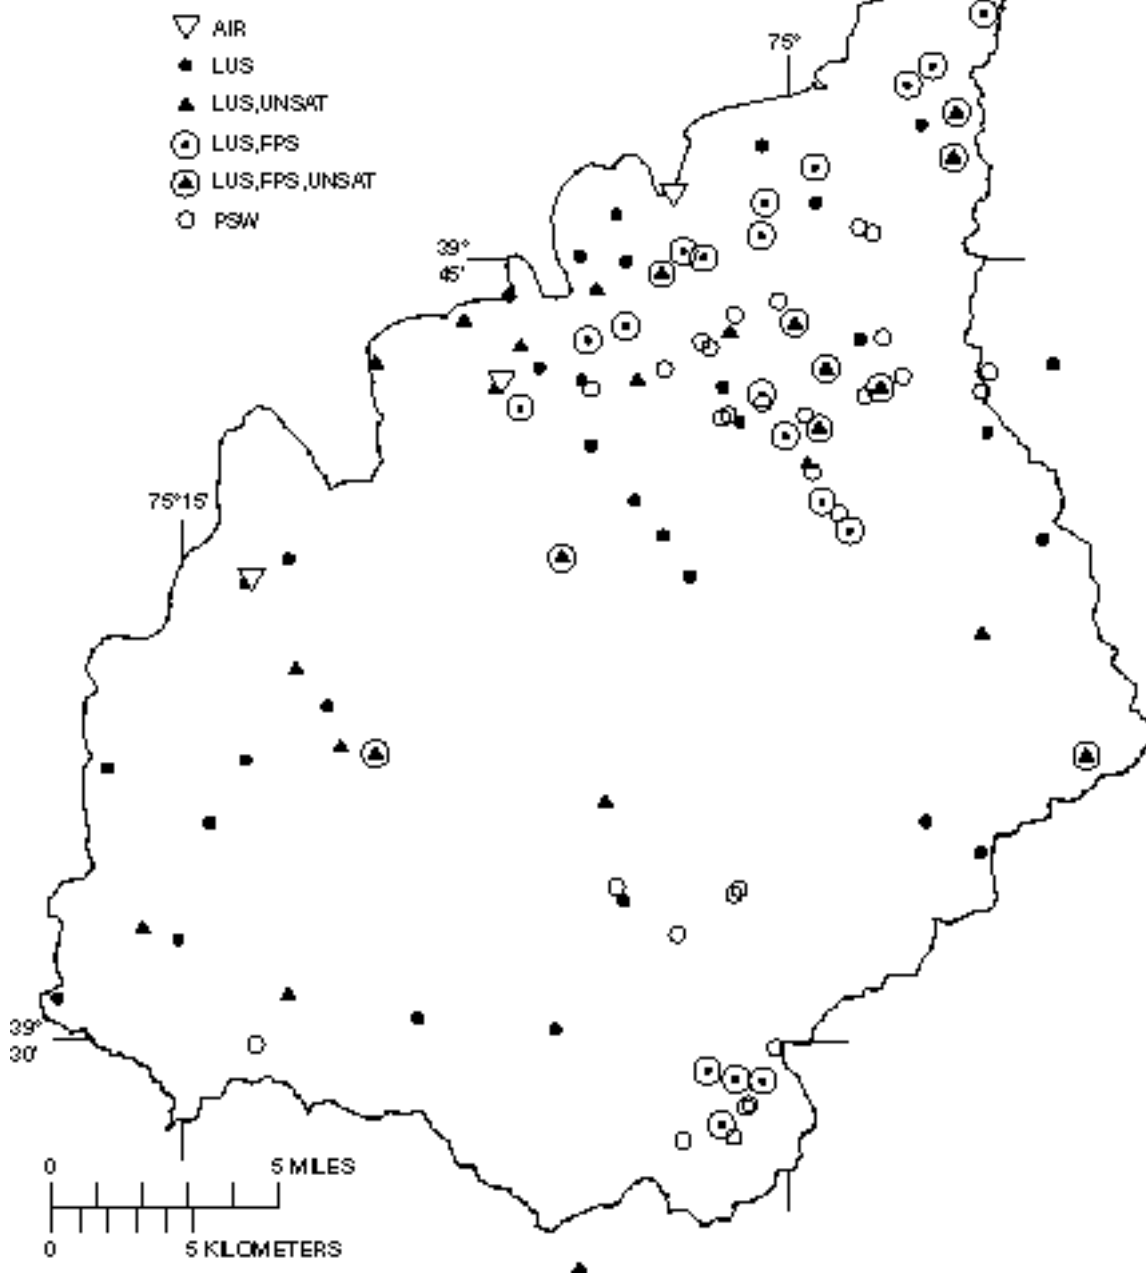 AIR
LUS
LUS,UNSAT
LUS,FPS
LUS,FPS,UNSAT
PSW
75°
39°
45'
75°15'
39°
30'
0 5 MILES
0 5 KILOMETERS